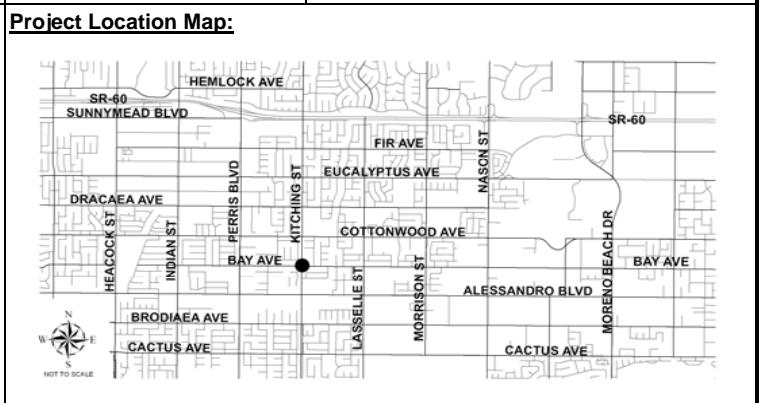 Project Location Map:
HEMLOCK AVE
SR-60
SUNNYMEAD BLVD
SR-60
FIR AVE
EUCALYPTUS AVE
NASON ST
DRACAEA AVE
PERRIS BLVD
KITCHING ST
COTTONWOOD AVE
HEACOCK ST
INDIAN ST
BAY AVE
MORENO BEACH DR
BAY AVE
LASSELLE ST
MORRISON ST
ALESSANDRO BLVD
BRODIAEA AVE
CACTUS AVE
CACTUS AVE
N
W E
S
NOT TO SCALE